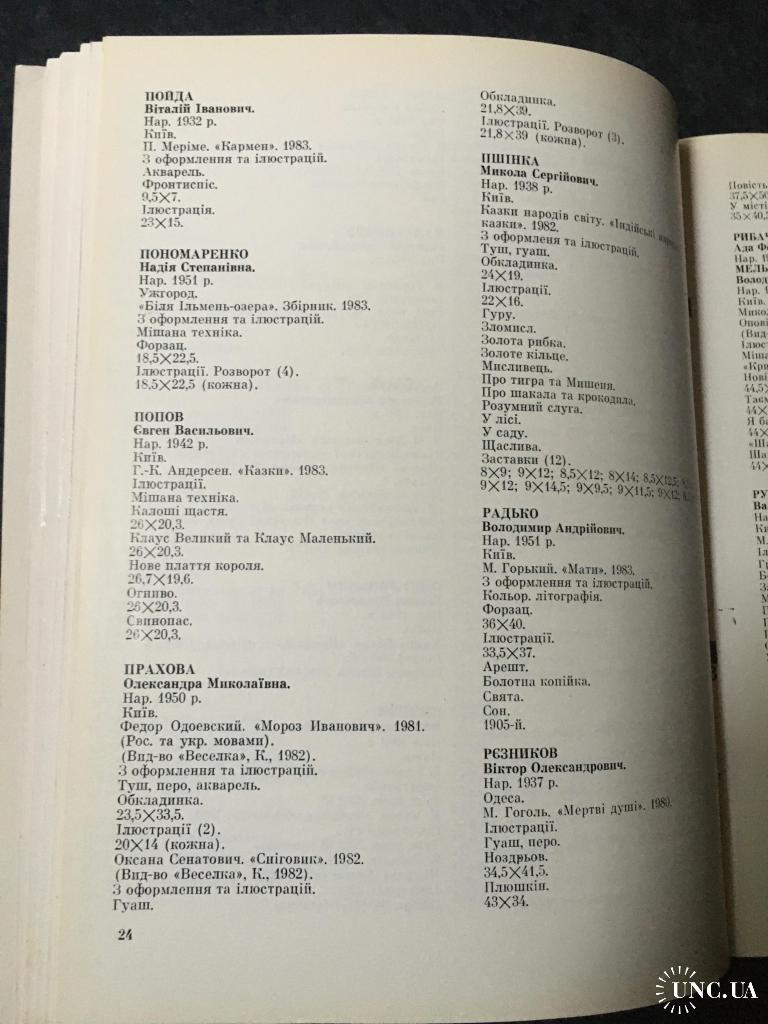 ПОЙДА
Віталій Іванович.
Нар. 1932 р.
Київ.
П. Меріме. «Кармен». 1983.
З оформлення та ілюстрацій.
Акварель.
Фронтиспіс.
9,5×7.
Ілюстрація.
23×15.
ПОНОМАРЕНКО
Надія Степанівна.
Нар. 1951 р.
Ужгород.
«Біля Ільмень-озера». Збірник. 1983.
З оформлення та ілюстрацій.
Мішана техніка.
Форзац.
18,5×22,5.
Ілюстрації. Розворот (4).
18,5×22,5 (кожна).
ПОПОВ
Євген Васильович.
Нар. 1942 р.
Київ.
Г.-К. Андерсен. «Казки». 1983.
Ілюстрації.
Мішана техніка.
Калоші щастя.
26×20,3.
Клаус Великий та Клаус Маленький.
26×20,3.
Нове плаття короля.
26,7×19,6.
Огниво.
26×20,3.
Свинопас.
26×20,3.
ПРАХОВА
Олександра Миколаївна.
Нар. 1950 р.
Київ.
Федор Одоевский. «Мороз Иванович». 1981.
(Рос. та укр. мовами).
(Вид-во «Веселка», К., 1982).
З оформлення та ілюстрацій.
Туш, перо, акварель.
Обкладинка.
23,5×33,5.
Ілюстрації (2).
20×14 (кожна).
Оксана Сенатович. «Сніговик». 1982.
(Вид-во «Веселка», К., 1982).
З оформлення та ілюстрацій.
Гуаш.
24
Обкладинка.
21,8×39.
Ілюстрації. Розворот (3).
21,8×39 (кожна).
ПШІНКА
Микола Сергійович.
Нар. 1938 р.
Київ.
Казки народів світу. «Індійські
казки». 1982.
З оформленя та ілюстрацій.
Туш, гуаш.
Обкладинка.
24×19.
Ілюстрації.
22×16.
Гуру.
Зломисл.
Золота рибка.
Золоте кільце.
Мисливець.
Про тигра та Мишеня.
Про шакала та крокодила.
Розумний слуга.
У лісі.
У саду.
Щаслива.
Заставки (12).
8×9; 9×12; 8,5×12; 8×14; 8,5×12,5;
9×12; 9×14,5; 9×9,5; 9×11,5; 9×12;
РАДЬКО
Володимир Андрійович.
Нар. 1951 р.
Київ.
М. Горький. «Мати». 1983.
З оформлення та ілюстрацій.
Кольор. літографія.
Форзац.
36×40.
Ілюстрації.
33,5×37.
Арешт.
Болотна копійка.
Свята.
Сон.
1905-й.
РЄЗНИКОВ
Віктор Олександрович.
Нар. 1937 р.
Одеса.
М. Гоголь. «Мертві душі». 1980.
Ілюстрації.
Гуаш, перо.
Ноздрьов.
34,5×41,5.
Плюшкін.
43×34.
Повість
У місті
UNC.UA